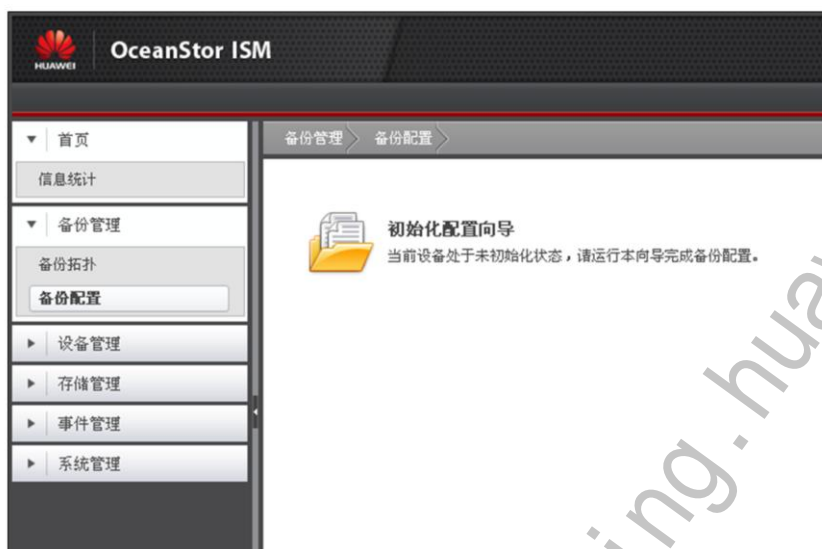 HUAWEI
OceanStor ISM
首页
信息统计
备份管理
备份拓扑
备份配置
设备管理
存储管理
事件管理
系统管理
备份管理 备份配置
初始化配置向导
当前设备处于未初始化状态，请运行本向导完成备份配置。
ing.hua